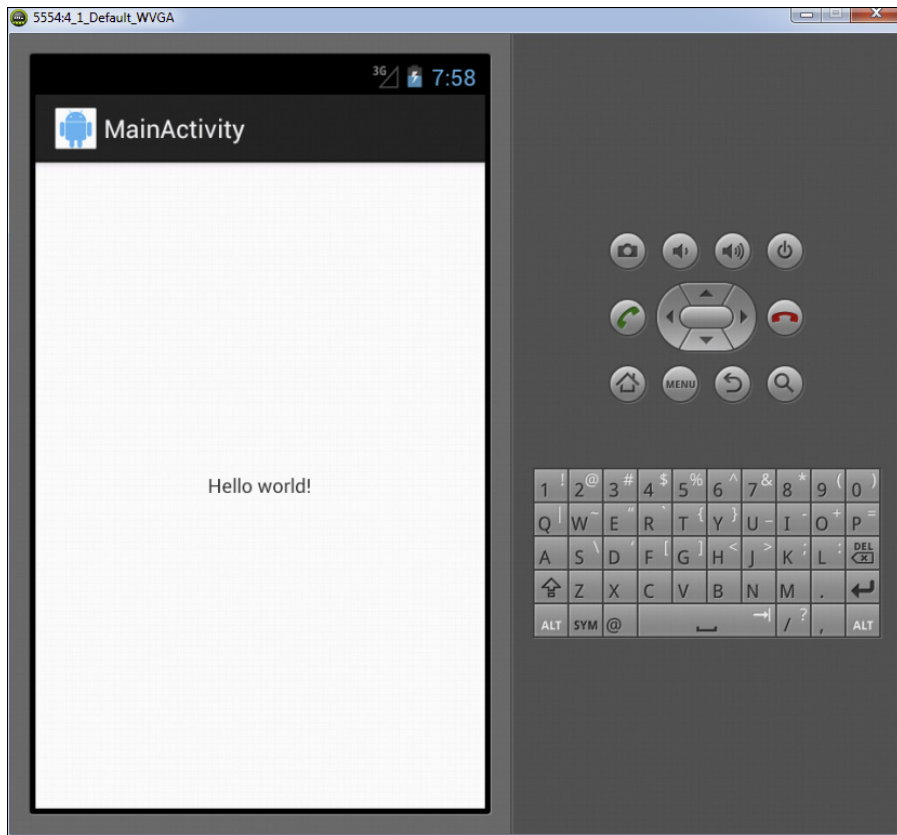 5554:4_1_Default_WVGA
3G 7:58
MainActivity
Hello world!
MENU
1 ! 2 @ 3 # 4 $ 5 % 6 ^ 7 & 8 * 9 ( 0 )
Q | W ~ E " R ` T { Y } U _ I - O + P =
A S \ D ' F [ G ] H < J > K ; L : DEL
Z X C V B N M .
ALT SYM @ / ? , ALT